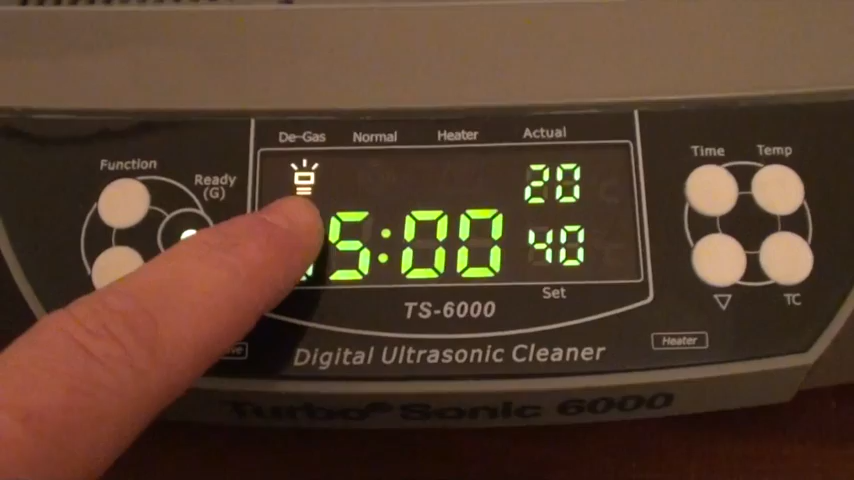 De-Gas Normal Heater Actual
Function
Ready
(G)
Time Temp
20
5:00
40
Set
TC
TS-6000
Heater
Digital Ultrasonic Cleaner
Turbo Sonic 6000